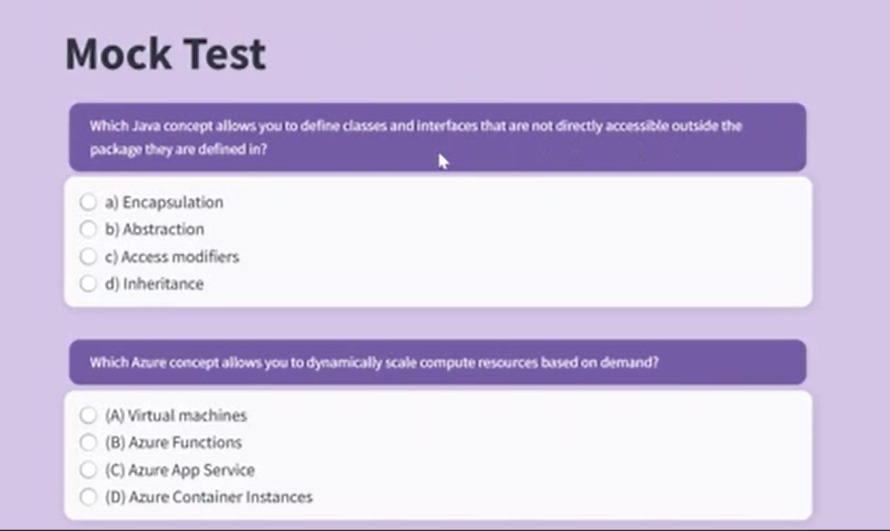 Mock Test
Which Java concept allows you to define classes and interfaces that are not directly accessible outside the
package they are defined in?
a) Encapsulation
b) Abstraction
c) Access modifiers
d) Inheritance
Which Azure concept allows you to dynamically scale compute resources based on demand?
(A) Virtual machines
(B) Azure Functions
(C) Azure App Service
(D) Azure Container Instances